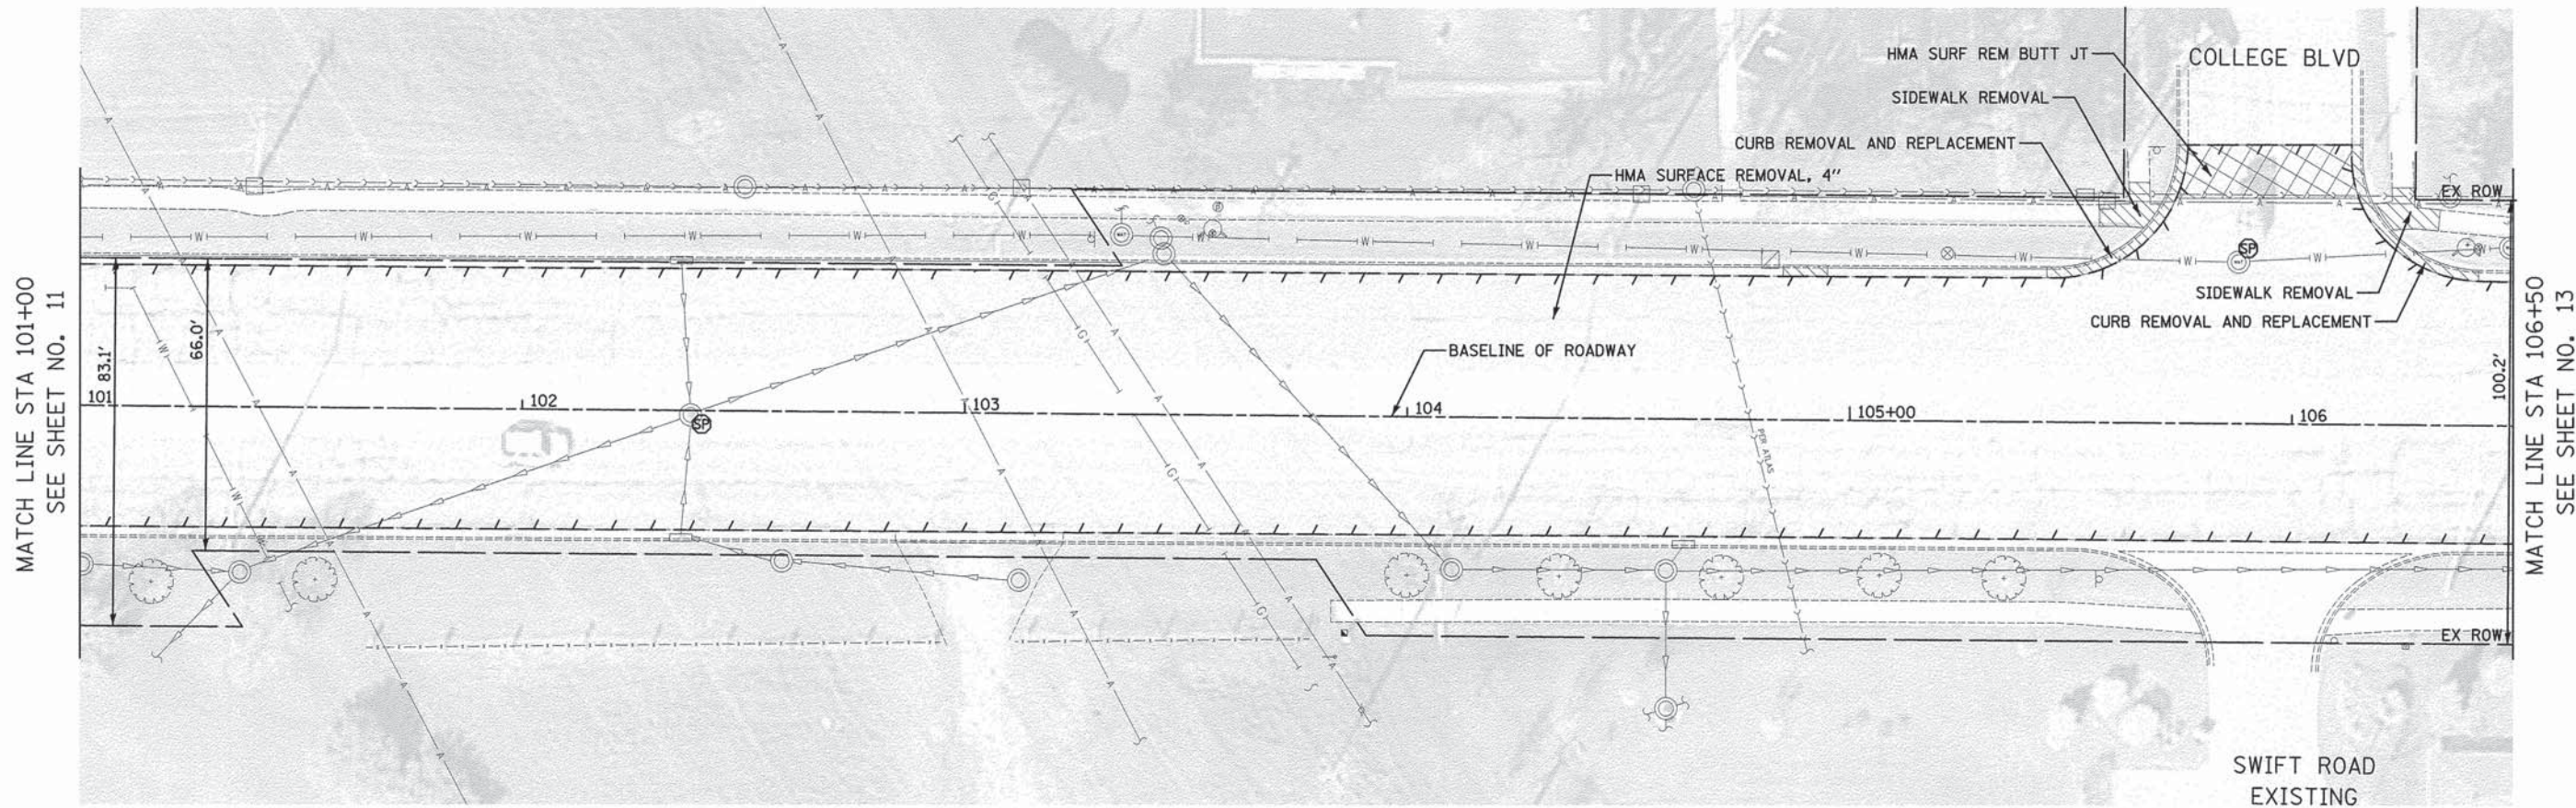 HMA SURF REM BUTT JT
COLLEGE BLVD
SIDEWALK REMOVAL
CURB REMOVAL AND REPLACEMENT
HMA SURFACE REMOVAL, 4"
EX ROW
SP
SIDEWALK REMOVAL
CURB REMOVAL AND REPLACEMENT
MATCH LINE STA 101+00
SEE SHEET NO. 11
83.1'
66.0'
BASELINE OF ROADWAY
101
102
SP
103
104
PER ATLAS
105+00
106
100.2'
MATCH LINE STA 106+50
SEE SHEET NO. 13
EX ROW
SWIFT ROAD
EXISTING